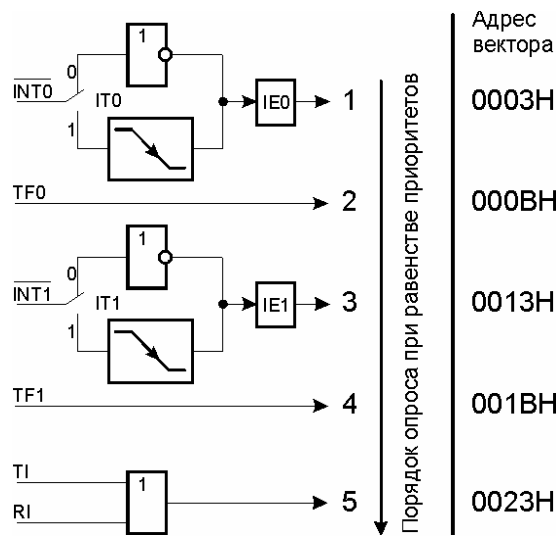 Адрес
вектора
1
0
INT0
IT0
IE0
1
0003H
1
TF0
2
000BH
1
0
INT1
IT1
IE1
3
0013H
1
TF1
4
001BH
TI
1
5
0023H
RI
Порядок опроса при равенстве приоритетов